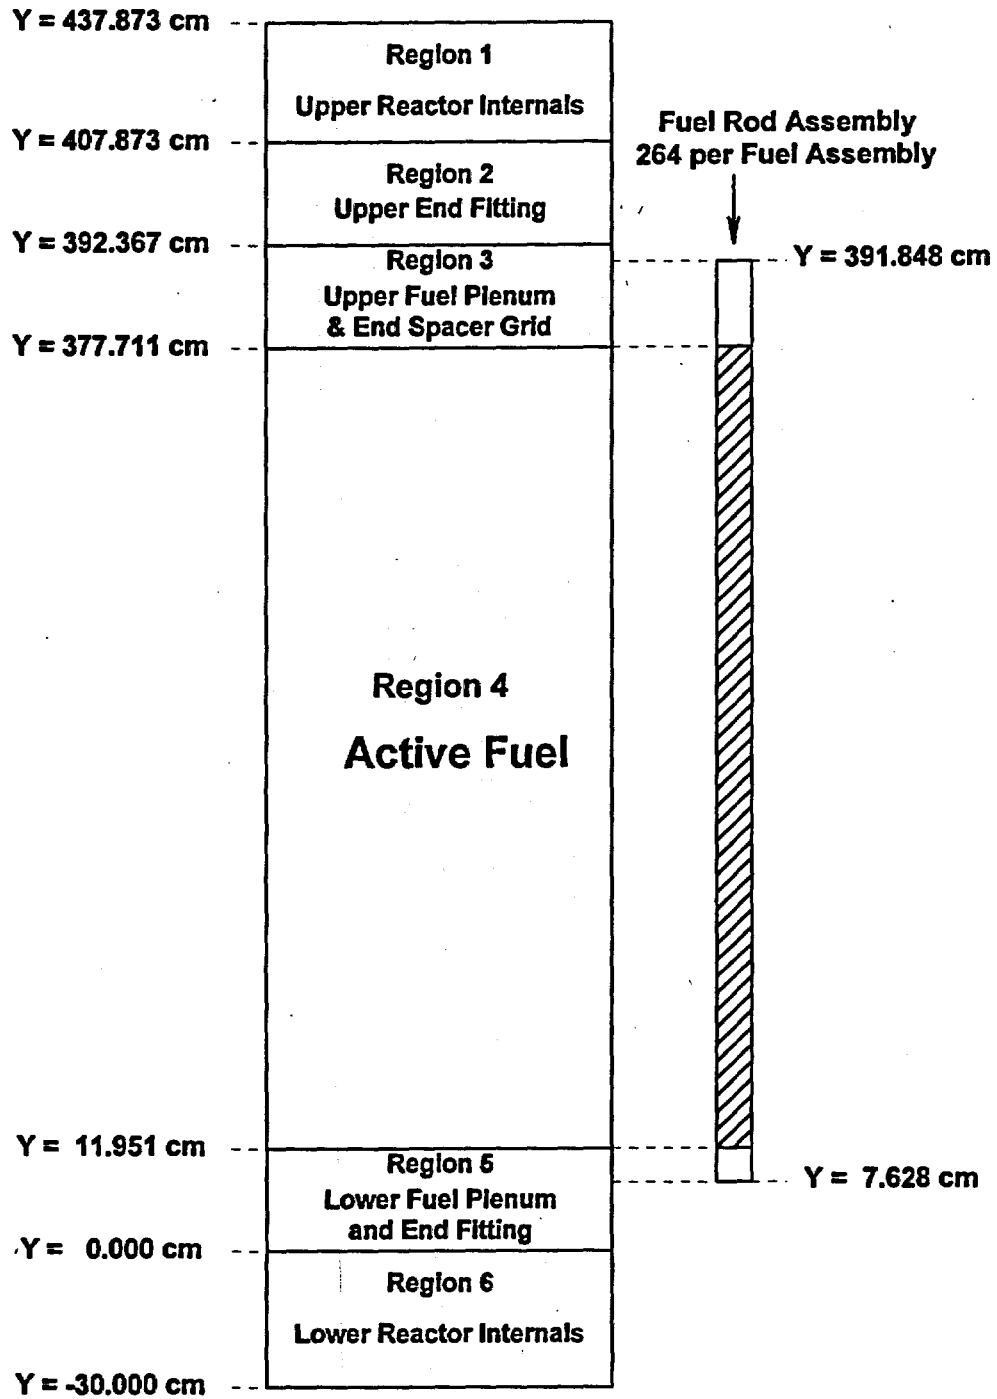 Y = 437.873 cm
Region 1
Upper Reactor Internals
Y = 407.873 cm
Fuel Rod Assembly
264 per Fuel Assembly
Region 2
Upper End Fitting
Y = 392.367 cm
Region 3
Y = 391.848 cm
Upper Fuel Plenum
& End Spacer Grid
Y = 377.711 cm
Region 4
Active Fuel
Y = 11.951 cm
Region 5
Y = 7.628 cm
Lower Fuel Plenum
and End Fitting
Y = 0.000 cm
Region 6
Lower Reactor Internals
Y = -30.000 cm